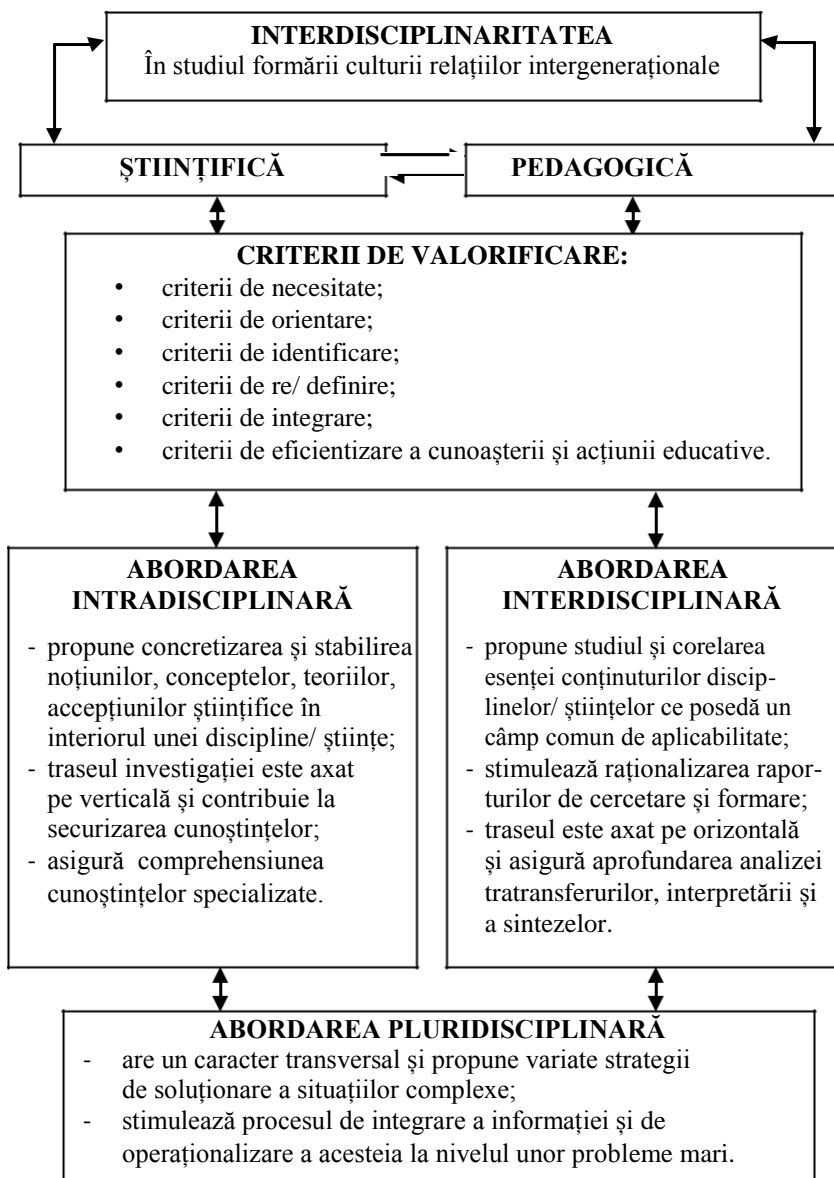 INTERDISCIPLINARITATEA
În studiul formării culturii relațiilor intergeneraționale
ȘTIINȚIFICĂ
PEDAGOGICĂ
CRITERII DE VALORIFICARE:
• criterii de necesitate;
• criterii de orientare;
• criterii de identificare;
• criterii de re/ definire;
• criterii de integrare;
• criterii de eficientizare a cunoașterii și acțiunii educative.
ABORDAREA
INTRADISCIPLINARĂ
- propune concretizarea și stabilirea
noțiunilor, conceptelor, teoriilor,
accepțiunilor științifice în
interiorul unei discipline/ științe;
- traseul investigației este axat
pe verticală și contribuie la
securizarea cunoștințelor;
- asigură comprehensiunea
cunoștințelor specializate.
ABORDAREA
INTERDISCIPLINARĂ
- propune studiul și corelarea
esenței conținuturilor discip-
linelor/ științelor ce posedă un
câmp comun de aplicabilitate;
- stimulează raționalizarea rapor-
turilor de cercetare și formare;
- traseul este axat pe orizontală
și asigură aprofundarea analizei
tratransferurilor, interpretării și
a sintezelor.
ABORDAREA PLURIDISCIPLINARĂ
- are un caracter transversal și propune variate strategii
de soluționare a situațiilor complexe;
- stimulează procesul de integrare a informației și de
operaționalizare a acesteia la nivelul unor probleme mari.